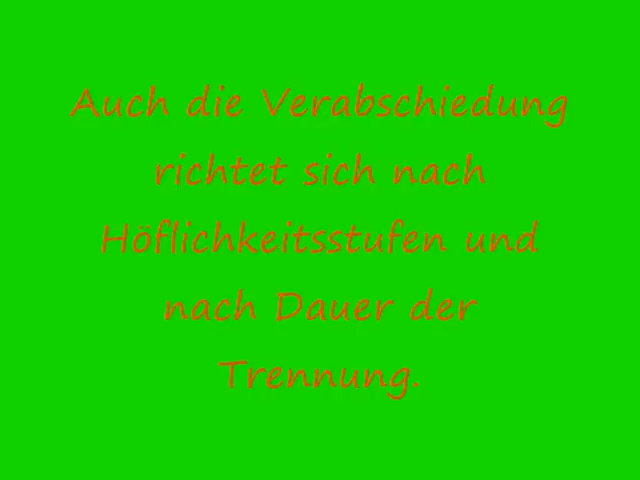 Auch die Verabschiedung
richtet sich nach
Höflichkeitsstufen und
nach Dauer der
Trennung.